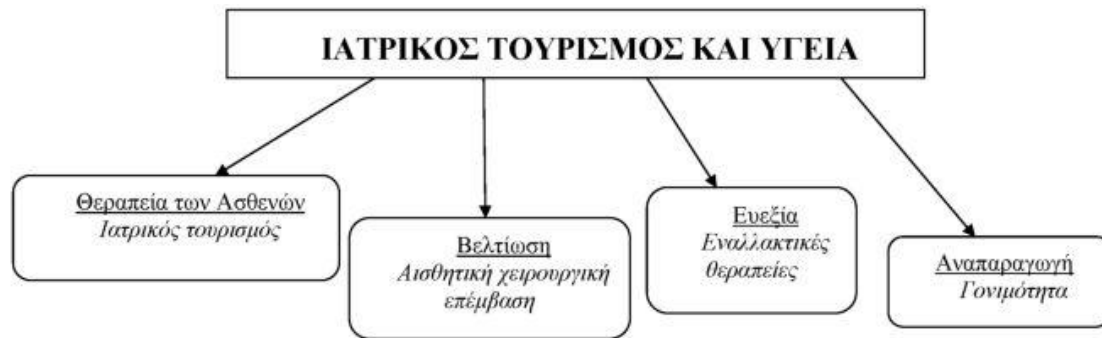 ΙΑΤΡΙΚΟΣ ΤΟΥΡΙΣΜΟΣ ΚΑΙ ΥΓΕΙΑ
Θεραπεία των Ασθενών
Ιατρικός τουρισμός
Βελτίωση
Αισθητική χειρουργική
επέμβαση
Ευεξία
Εναλλακτικές
θεραπείες
Αναπαραγωγή
Γονιμότητα